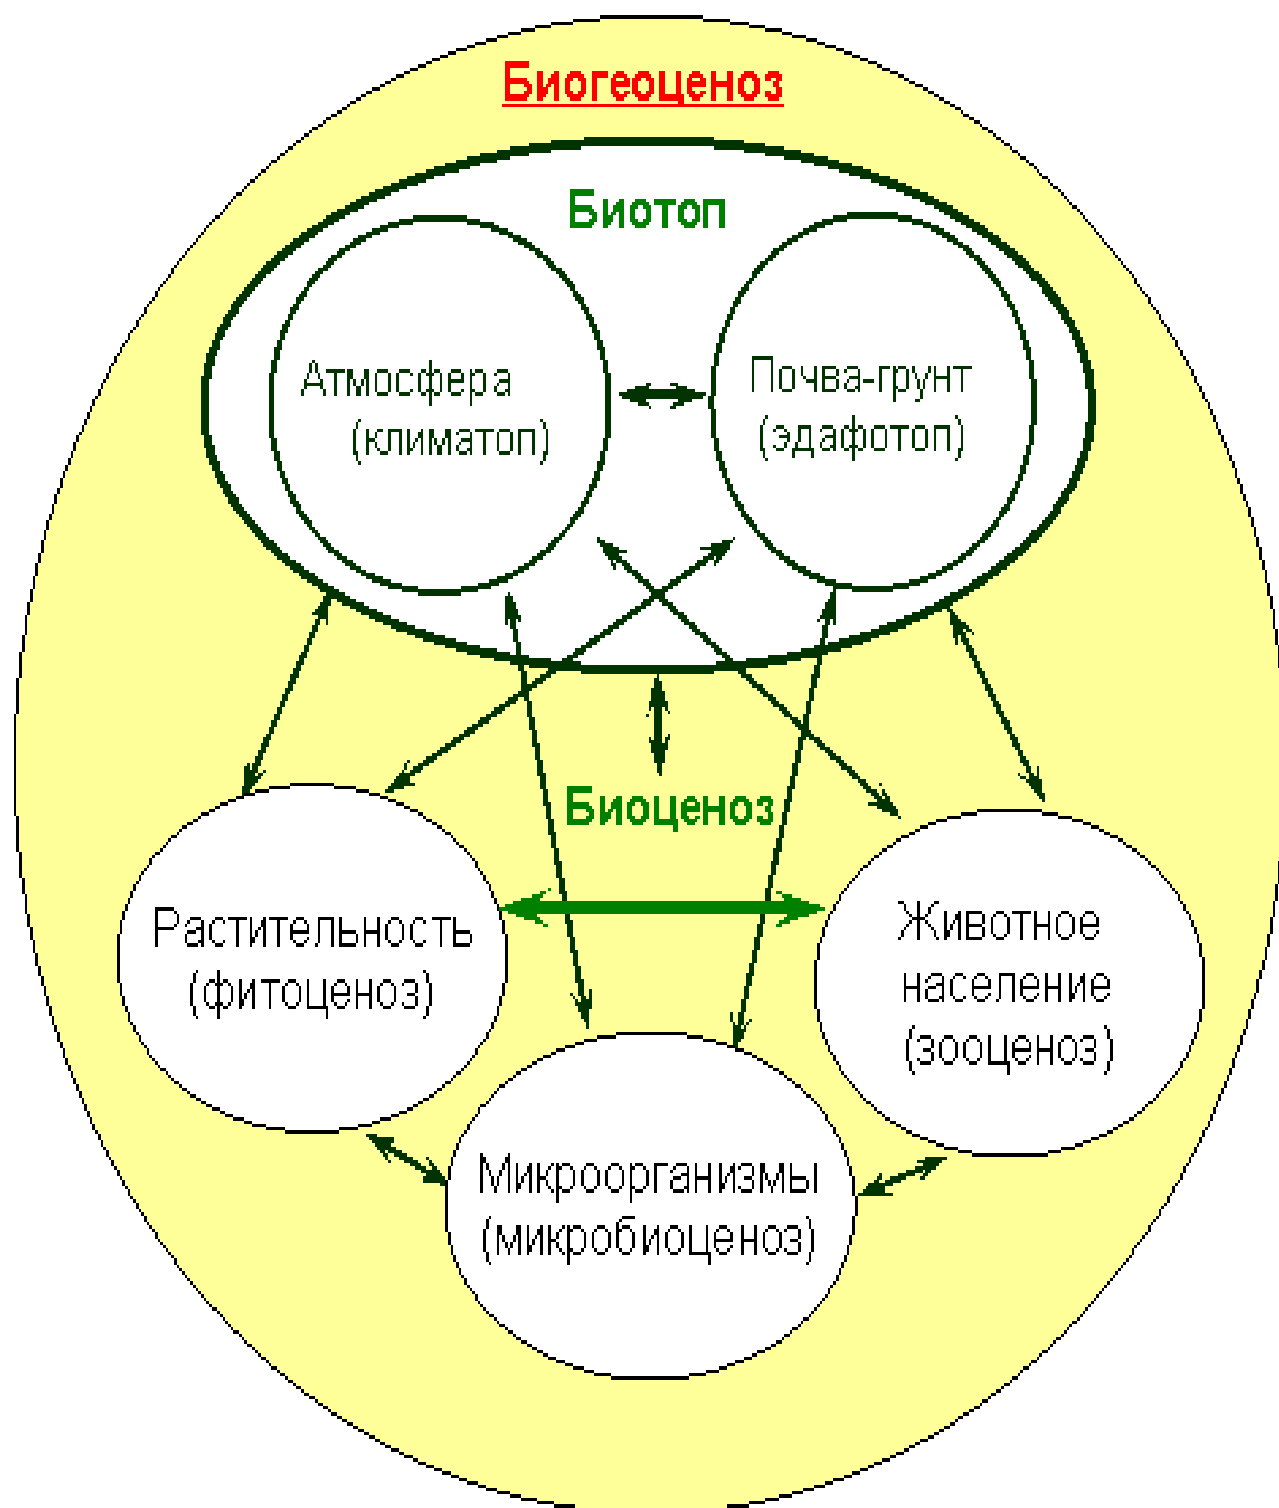 Биогеоценоз
Биотоп
Атмосфера
(климатоп)
Почва-грунт
(эдафотоп)
Биоценоз
Растительность
(фитоценоз)
Животное
население
(зооценоз)
Микроорганизмы
(микробиоценоз)